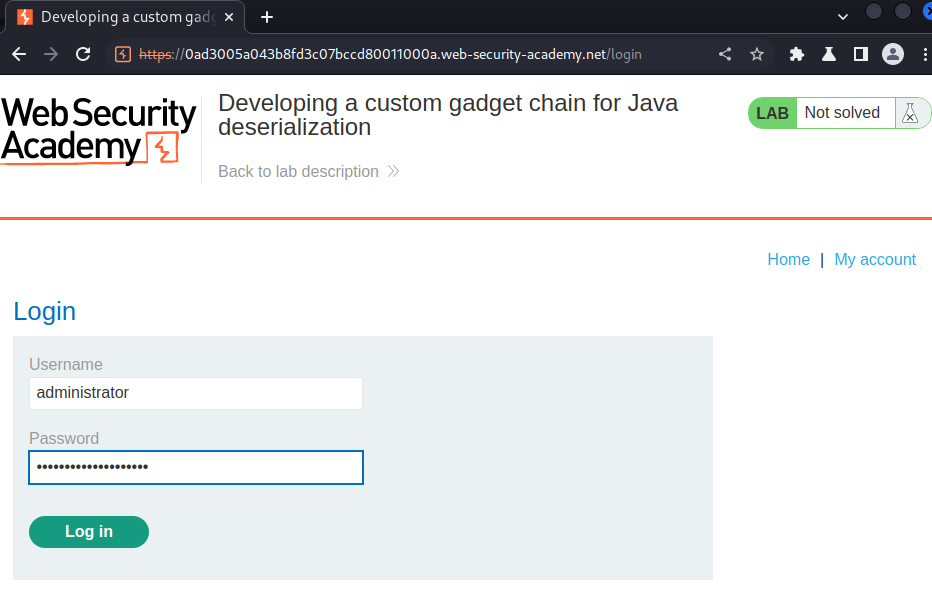 Developing a custom gad
https://0ad3005a043b8fd3c07bccd80011000a.web-security-academy.net/login
Web Security
Academy
Developing a custom gadget chain for Java
deserialization
Back to lab description
LAB Not solved
Home | My account
Login
Username
administrator
Password
••••••••••••••••••••
Log in